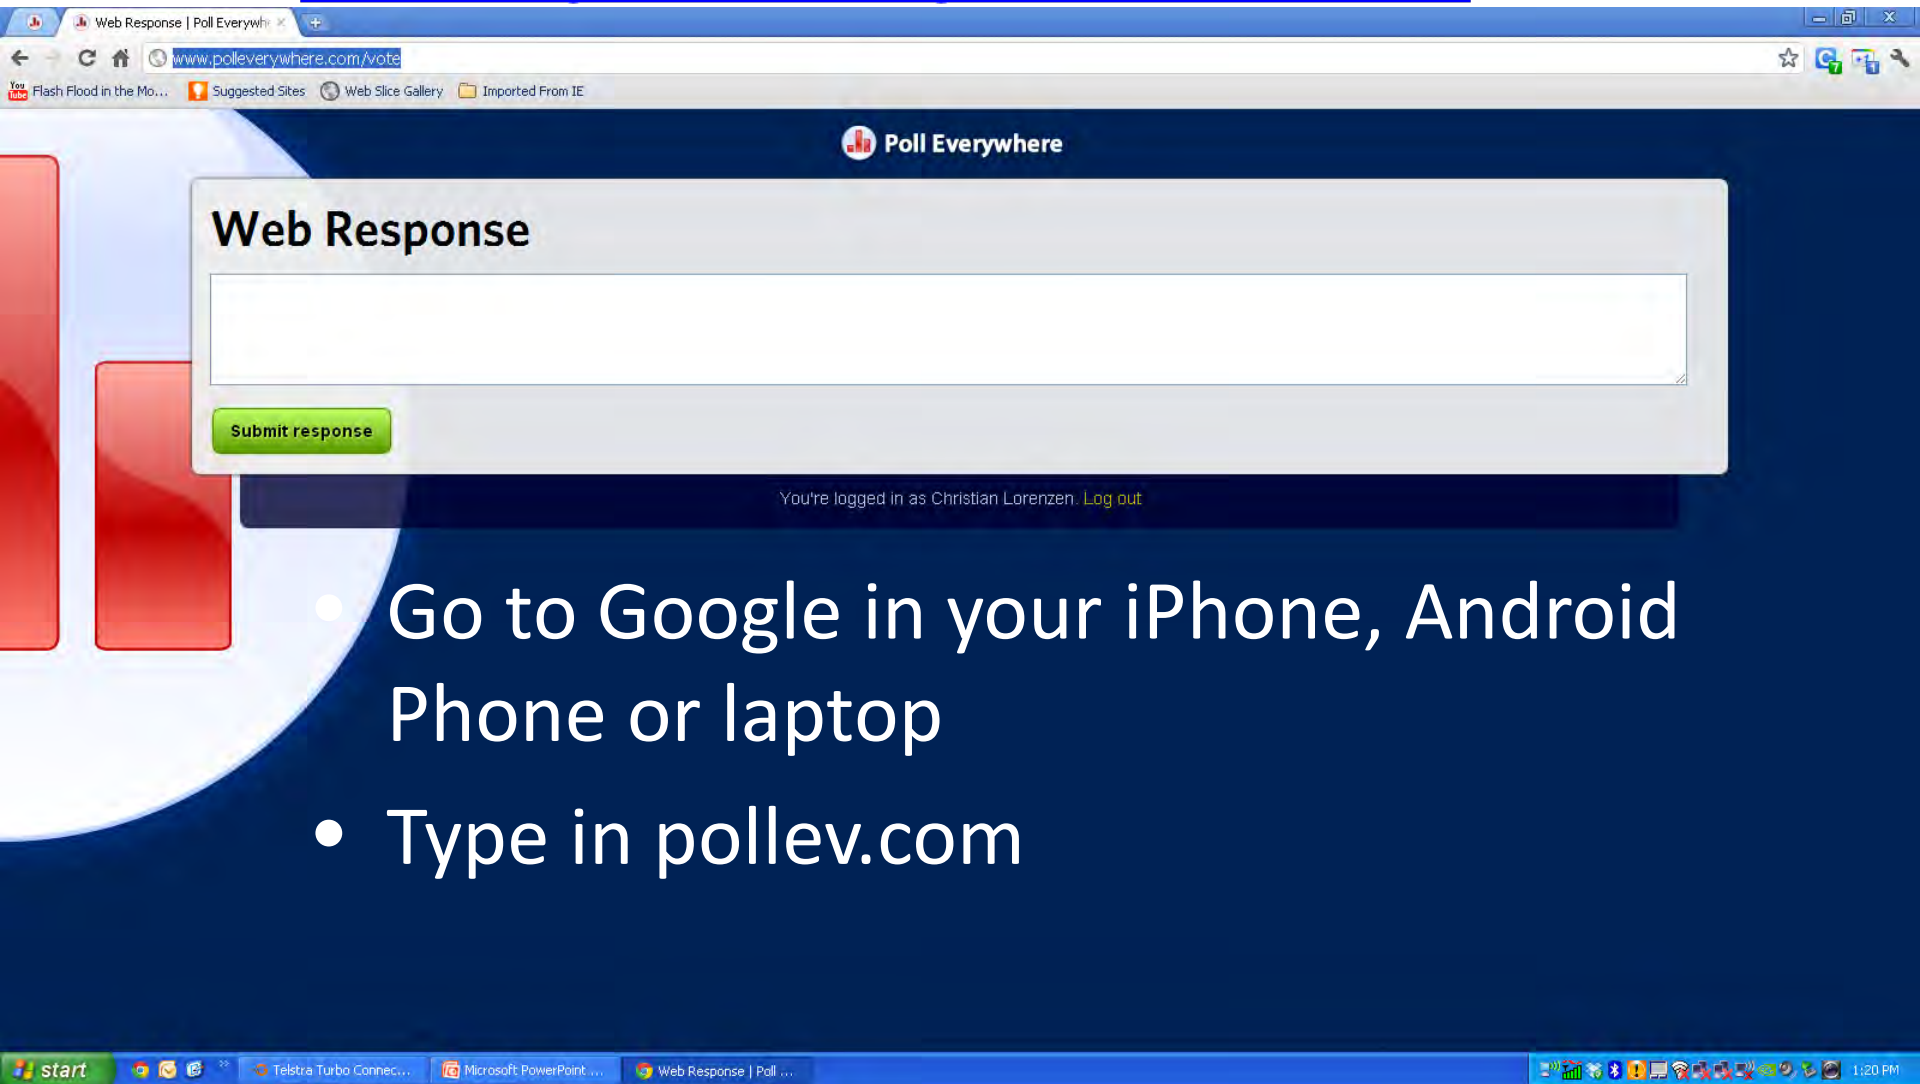 Web Response | Poll Everywh
www.polleverywhere.com/vote
You Tube Flash Flood in the Mo... Suggested Sites Web Slice Gallery Imported From IE
Poll Everywhere
Web Response
Submit response
You're logged in as Christian Lorenzen. Log out
• Go to Google in your iPhone, Android
Phone or laptop
• Type in pollev.com
start Telstra Turbo Connec... Microsoft PowerPoint ... Web Response | Poll ... 1:20 PM